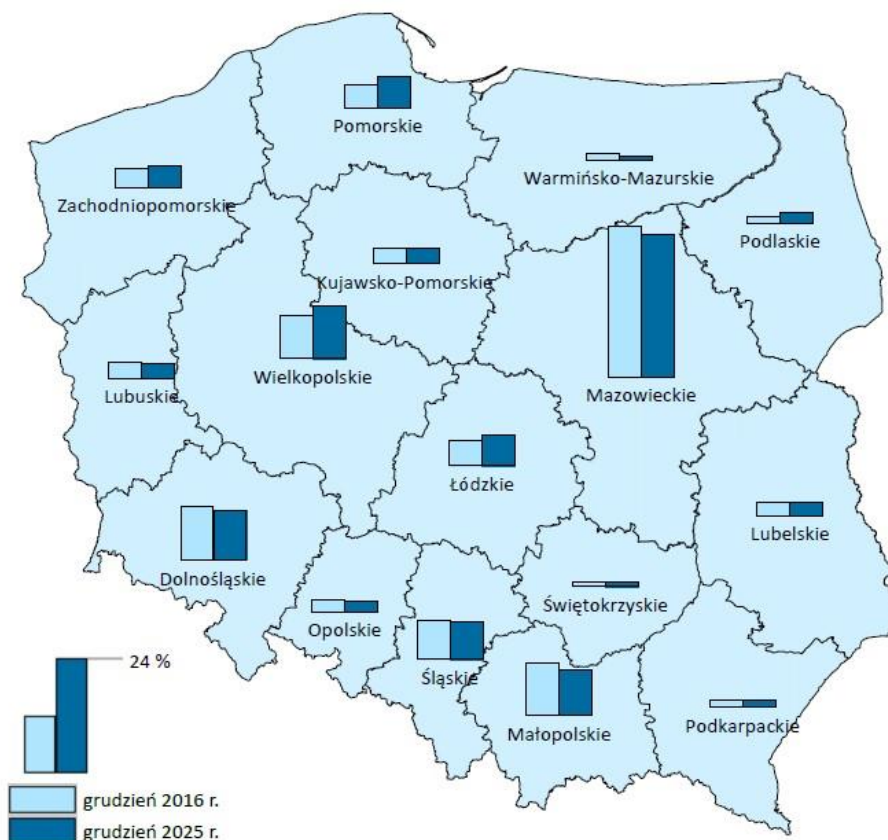 Pomorskie
Warmińsko-Mazurskie
Zachodniopomorskie
Podlaskie
Kujawsko-Pomorskie
Wielkopolskie
Mazowieckie
Lubuskie
Łódzkie
Lubelskie
Dolnośląskie
Świętokrzyskie
Opolskie
24 %
Śląskie
Podkarpackie
Małopolskie
grudzień 2016 r.
grudzień 2025 r.